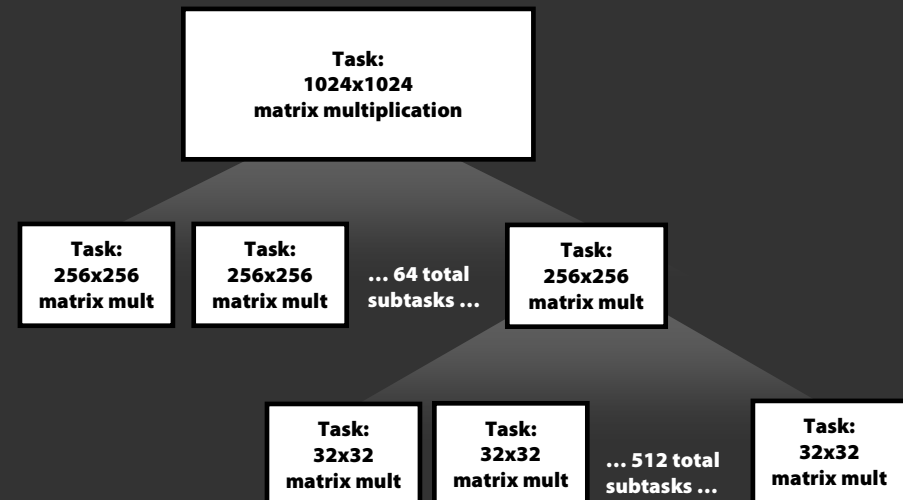 Task:
1024x1024
matrix multiplication
Task:
256x256
matrix mult
Task:
256x256
matrix mult
... 64 total
subtasks ...
Task:
256x256
matrix mult
Task:
32x32
matrix mult
Task:
32x32
matrix mult
... 512 total
subtasks ...
Task:
32x32
matrix mult